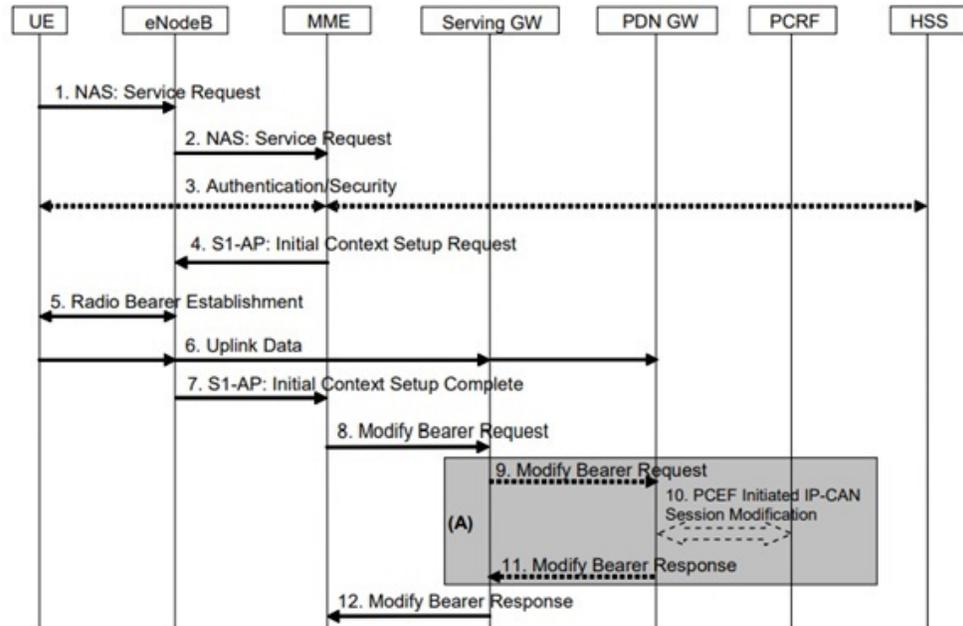 UE eNodeB MME Serving GW PDN GW PCRF HSS
1. NAS: Service Request
2. NAS: Service Request
3. Authentication/Security
4. S1-AP: Initial Context Setup Request
5. Radio Bearer Establishment
6. Uplink Data
7. S1-AP: Initial Context Setup Complete
8. Modify Bearer Request
9. Modify Bearer Request
10. PCEF Initiated IP-CAN
Session Modification
(A)
11. Modify Bearer Response
12. Modify Bearer Response